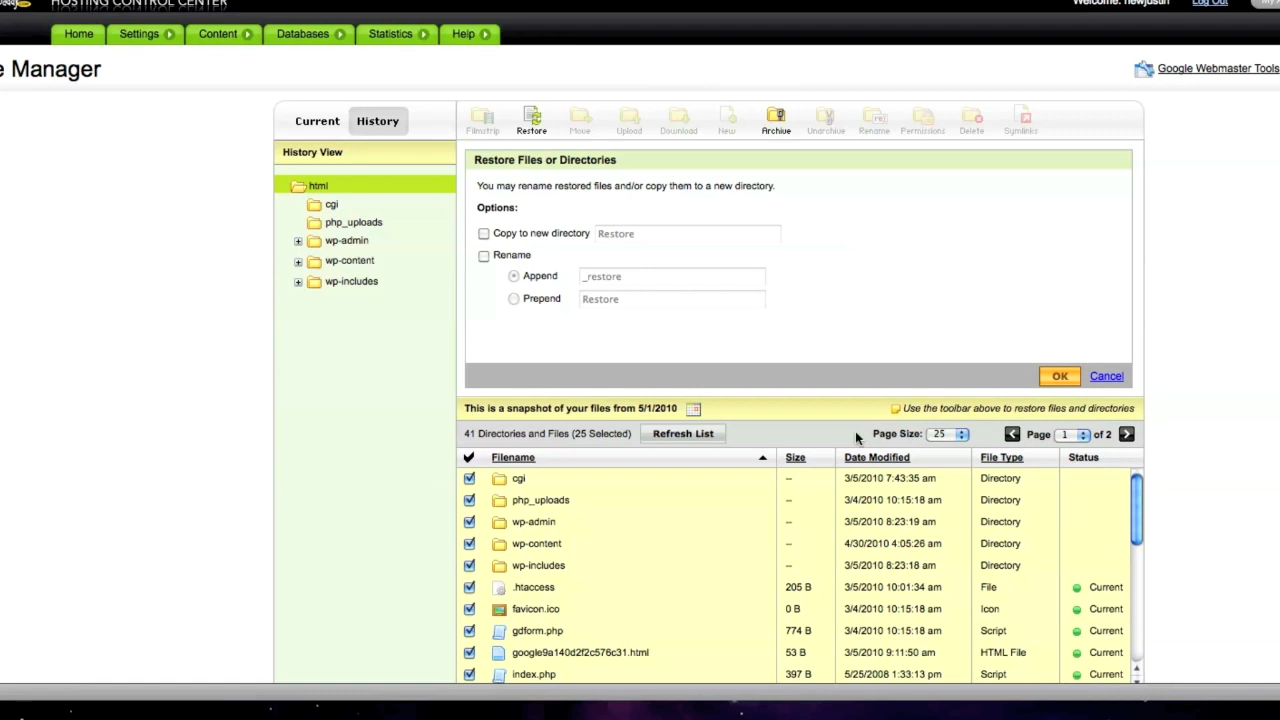 HOSTING CONTROL CENTER
Welcome: newjustin
Log Out
Home
Settings
Content
Databases
Statistics
Help
e Manager
Google Webmaster Tools
Current
History
Filmstrip
Restore
Move
Upload
Download
New
Archive
Unarchive
Rename
Permissions
Delete
Symlinks
History View
html
cgi
php_uploads
wp-admin
wp-content
wp-includes
Restore Files or Directories
You may rename restored files and/or copy them to a new directory.
Options:
Copy to new directory Restore
Rename
Append _restore
Prepend Restore
OK Cancel
This is a snapshot of your files from 5/1/2010
Use the toolbar above to restore files and directories
41 Directories and Files (25 Selected) Refresh List Page Size: 25 Page 1 of 2
Filename Size Date Modified File Type Status
cgi -- 3/5/2010 7:43:35 am Directory
php_uploads -- 3/4/2010 10:15:18 am Directory
wp-admin -- 3/5/2010 8:23:19 am Directory
wp-content -- 4/30/2010 4:05:26 am Directory
wp-includes -- 3/5/2010 8:23:18 am Directory
.htaccess 205 B 3/5/2010 10:01:34 am File Current
favicon.ico 0 B 3/4/2010 10:15:18 am Icon Current
gdform.php 774 B 3/4/2010 10:15:18 am Script Current
google9a140d2f2c576c31.html 53 B 3/5/2010 9:11:50 am HTML File Current
index.php 397 B 5/25/2008 1:33:13 pm Script Current